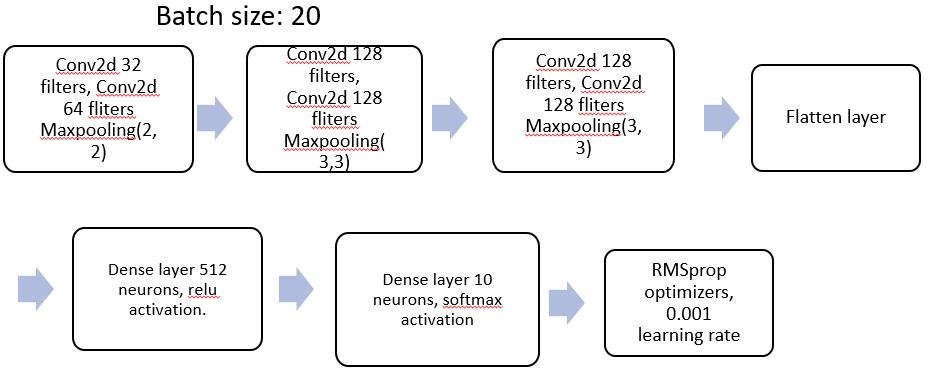 Batch size: 20
Conv2d 32
filters, Conv2d
64 fliters
Maxpooling(2,
2)
Conv2d 128
filters,
Conv2d 128
fliters
Maxpooling(
3,3)
Conv2d 128
filters, Conv2d
128 fliters
Maxpooling(3,
3)
Flatten layer
Dense layer 512
neurons, relu
activation.
Dense layer 10
neurons, softmax
activation
RMSprop
optimizers,
0.001
learning rate